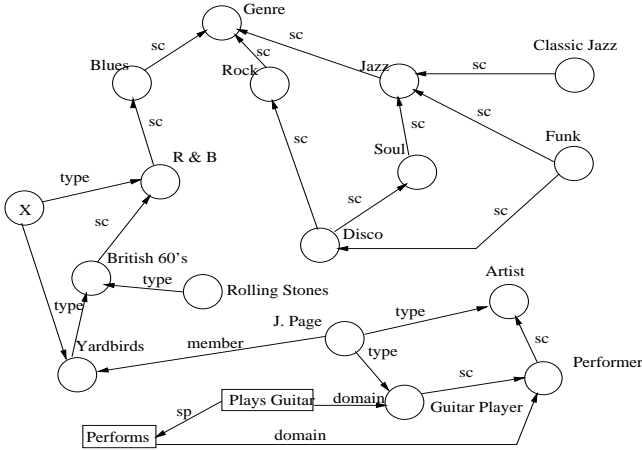 Genre
sc
sc
sc
Classic Jazz
Blues
Rock
Jazz
sc
sc
sc
sc
Funk
R & B
Soul
type
sc
sc
sc
X
sc
Disco
British 60's
type
Rolling Stones
type
Artist
J. Page
type
Yardbirds
member
type
sc
Performer
sc
Plays Guitar
domain
Guitar Player
sp
Performs
domain